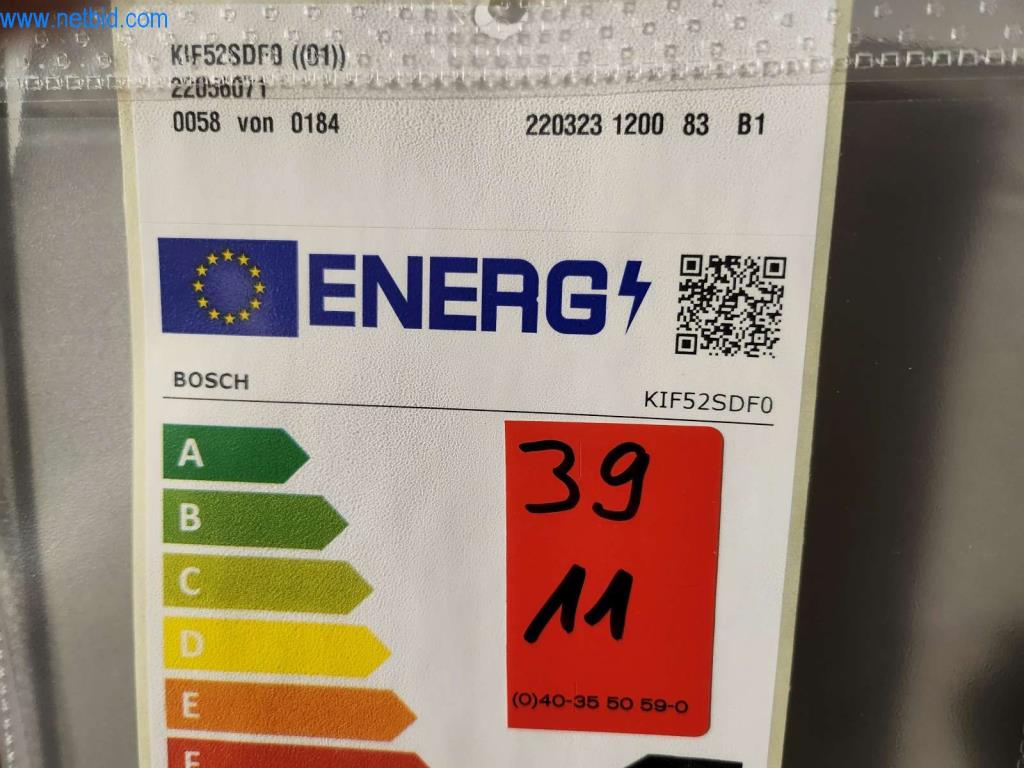 www.netbid.com
KIF52SDF0 ((01))
22056071
0058 von 0184
220323 1200 83 B1
ENERG
BOSCH
KIF52SDF0
A
B
C
D
E
39
11
(0)40-35 50 59-0